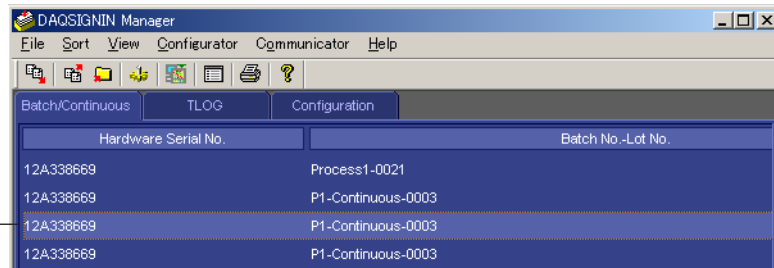 DAQSIGNIN Manager
File Sort View Configurator Communicator Help
Batch/Continuous TLOG Configuration
Hardware Serial No. Batch No.-Lot No.
12A338669 Process1-0021
12A338669 P1-Continuous-0003
12A338669 P1-Continuous-0003
12A338669 P1-Continuous-0003